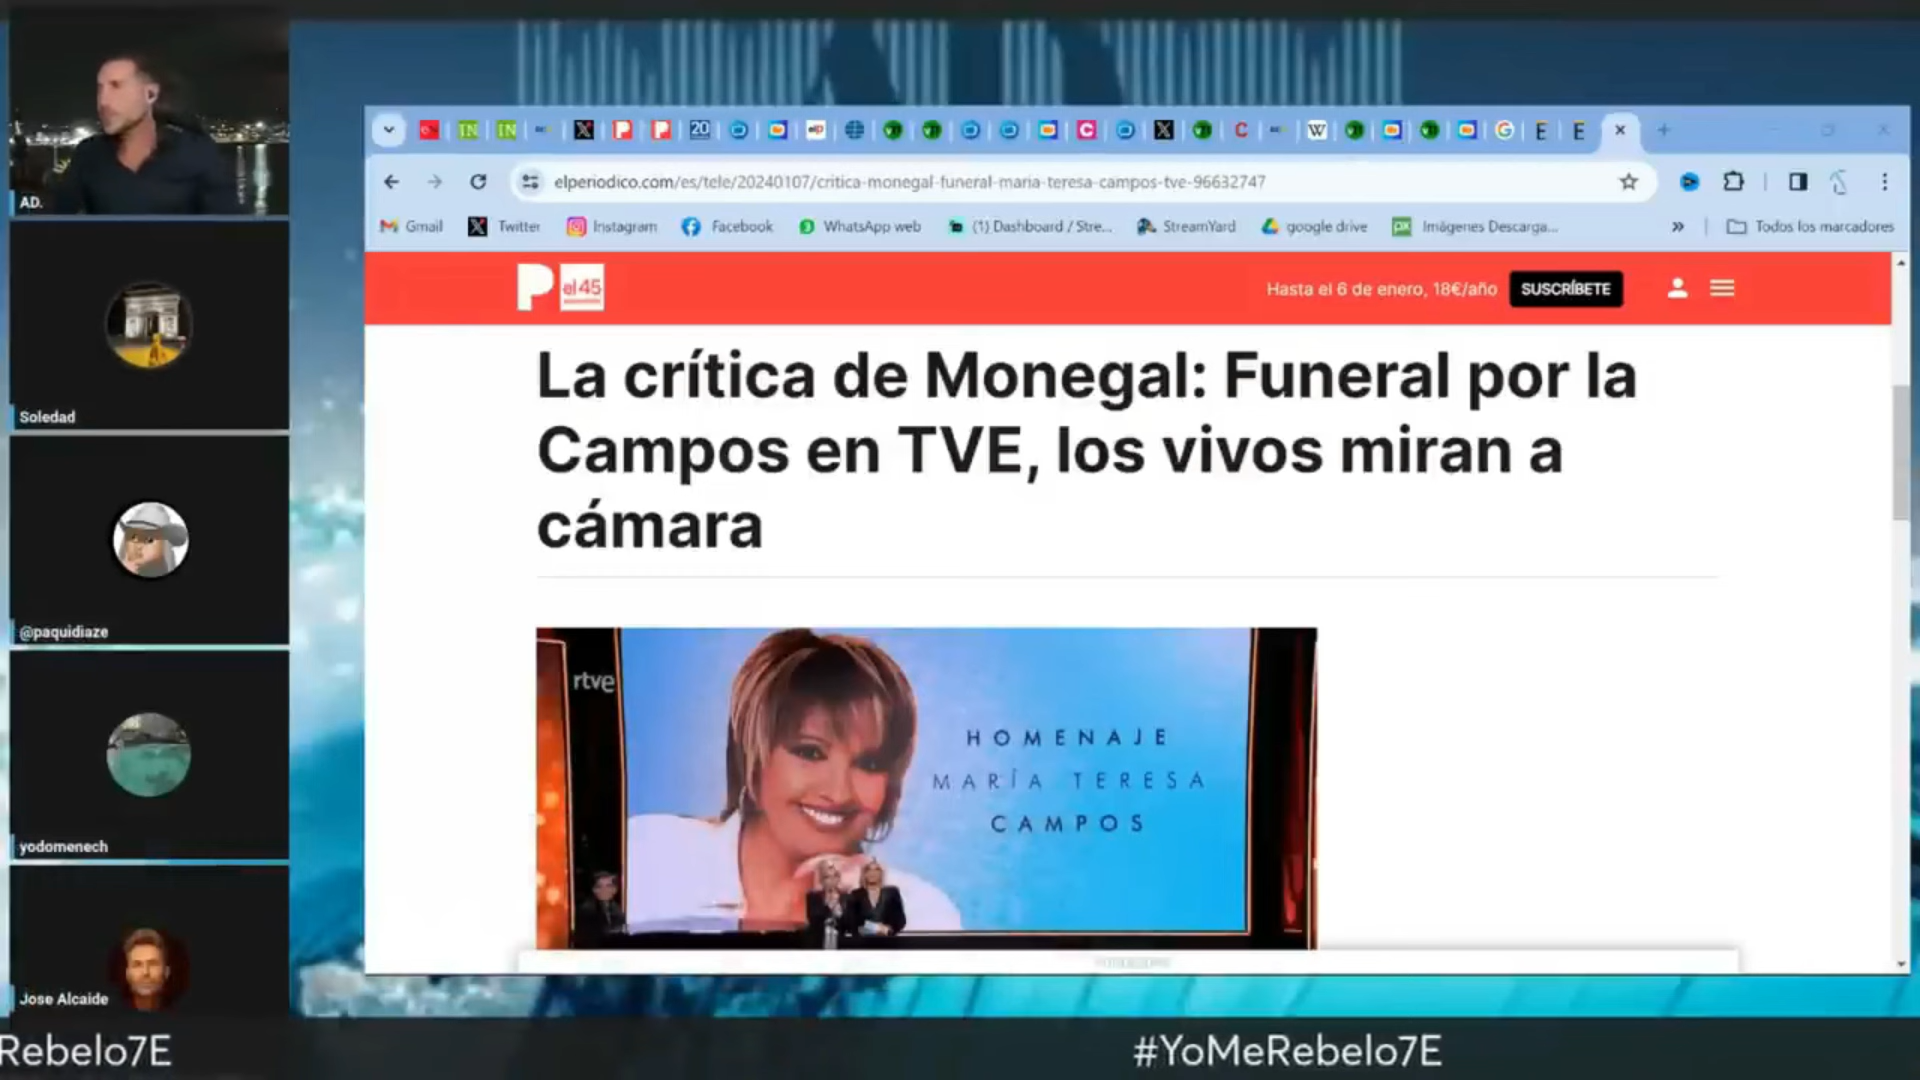 AD.
Soledad
@paquidiaze
yodomenech
Jose Alcaide
20
elperiodico.com/es/tele/20240107/critica-monegal-funeral-maria-teresa-campos-tve-96632747
Gmail
Twitter
Instagram
Facebook
WhatsApp web
(1) Dashboard / Stre...
StreamYard
google drive
Imágenes Descarga...
»
Todos los marcadores
P
el 45
Hasta el 6 de enero, 18€/año
SUSCRÍBETE
La crítica de Monegal: Funeral por la
Campos en TVE, los vivos miran a
cámara
rtve
HOMENAJE
MARÍA TERESA
CAMPOS
Rebelo7E
#YoMeRebelo7E